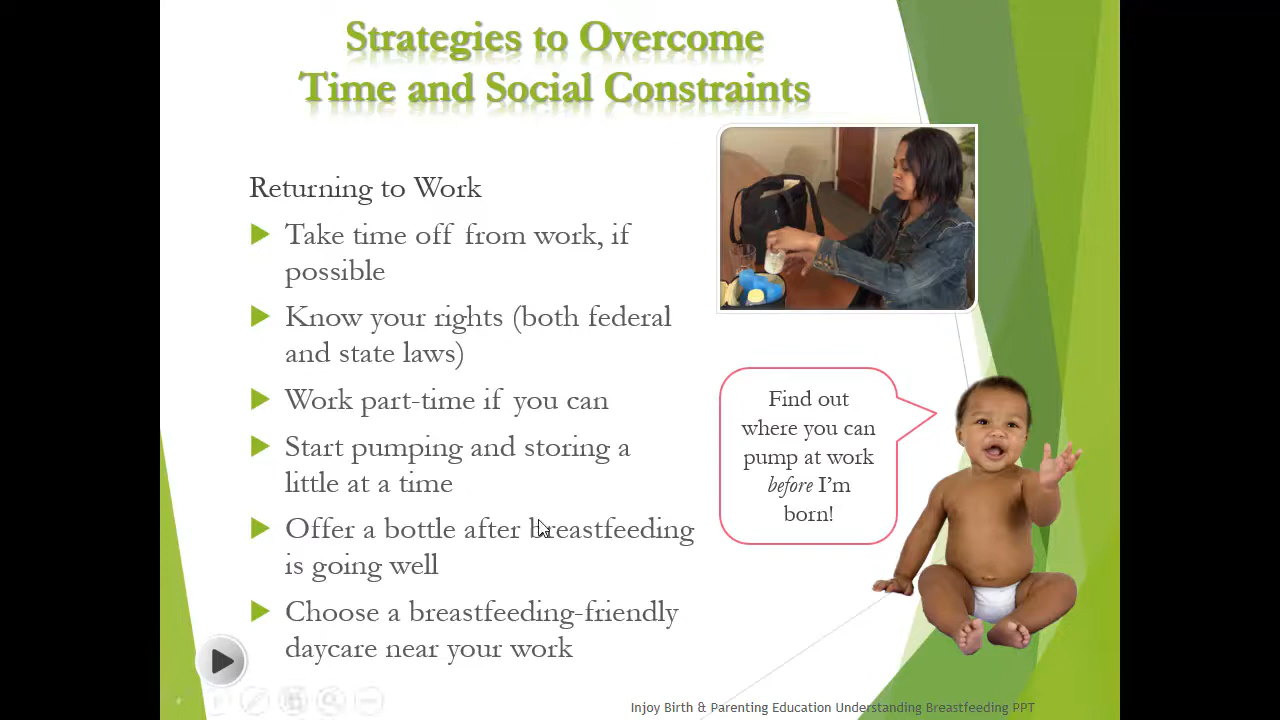 Strategies to Overcome
Time and Social Constraints
Returning to Work
Take time off from work, if
possible
Know your rights (both federal
and state laws)
Work part-time if you can
Start pumping and storing a
little at a time
Offer a bottle after breastfeeding
is going well
Choose a breastfeeding-friendly
daycare near your work
Find out
where you can
pump at work
before I'm
born!
Injoy Birth & Parenting Education Understanding Breastfeeding PPT